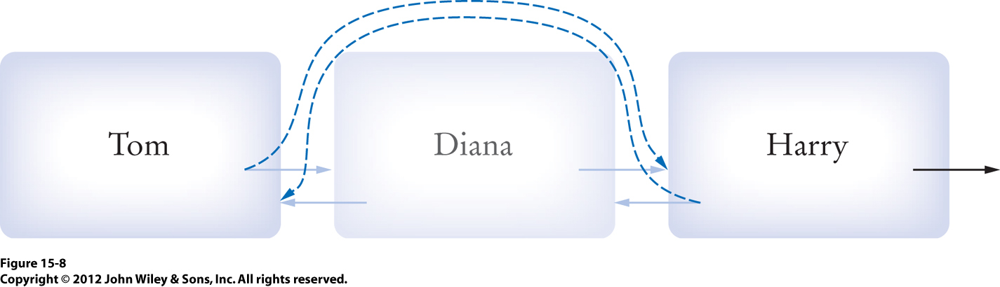 Tom
Diana
Harry
Figure 15-8
Copyright © 2012 John Wiley & Sons, Inc. All rights reserved.